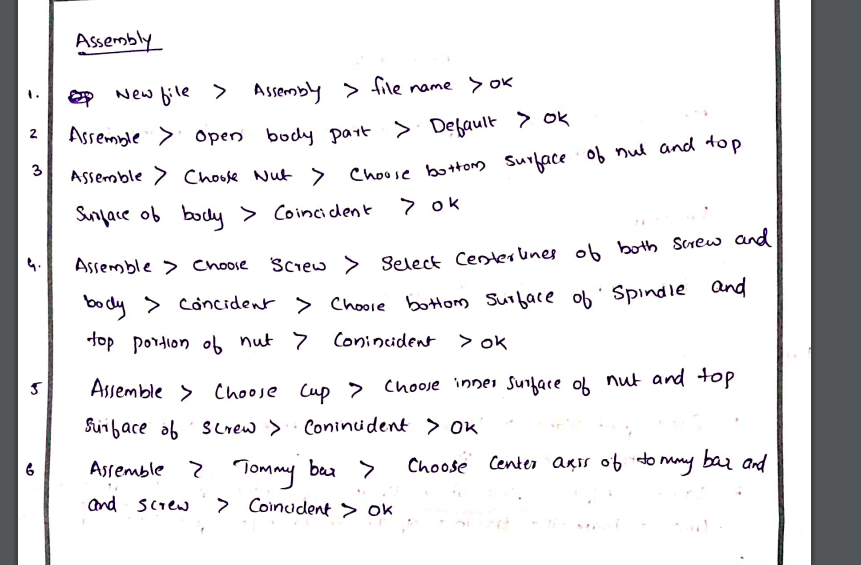 Assembly
1. New file > Assembly > file name > OK
2 Assemble > Open body part > Default > OK
3 Assemble > Choose Nut > Choose bottom surface of nut and top
Surface of body > Coincident > ok
4. Assemble > Choose Screw > Select Centerlines of both screw and
body > Concident > Choose bottom surface of Spindle and
top portion of nut > Conincident > ok
5 Assemble > Choose Cup > Choose inner surface of nut and top
Surface of screw > Conincident > OK
6 Assemble > Tommy bar > Choose Center axis of tommy bar and
and screw > Coincident > OK